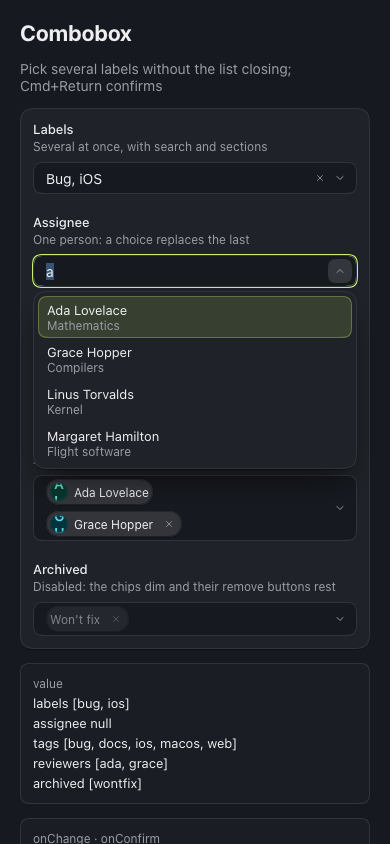 Combobox
Pick several labels without the list closing;
Cmd+Return confirms
Labels
Several at once, with search and sections
Bug, iOS
Assignee
One person: a choice replaces the last
a
Ada Lovelace
Mathematics
Grace Hopper
Compilers
Linus Torvalds
Kernel
Margaret Hamilton
Flight software
Ada Lovelace
Grace Hopper
Archived
Disabled: the chips dim and their remove buttons rest
Won't fix
value
labels [bug, ios]
assignee null
tags [bug, docs, ios, macos, web]
reviewers [ada, grace]
archived [wontfix]
onChange · onConfirm